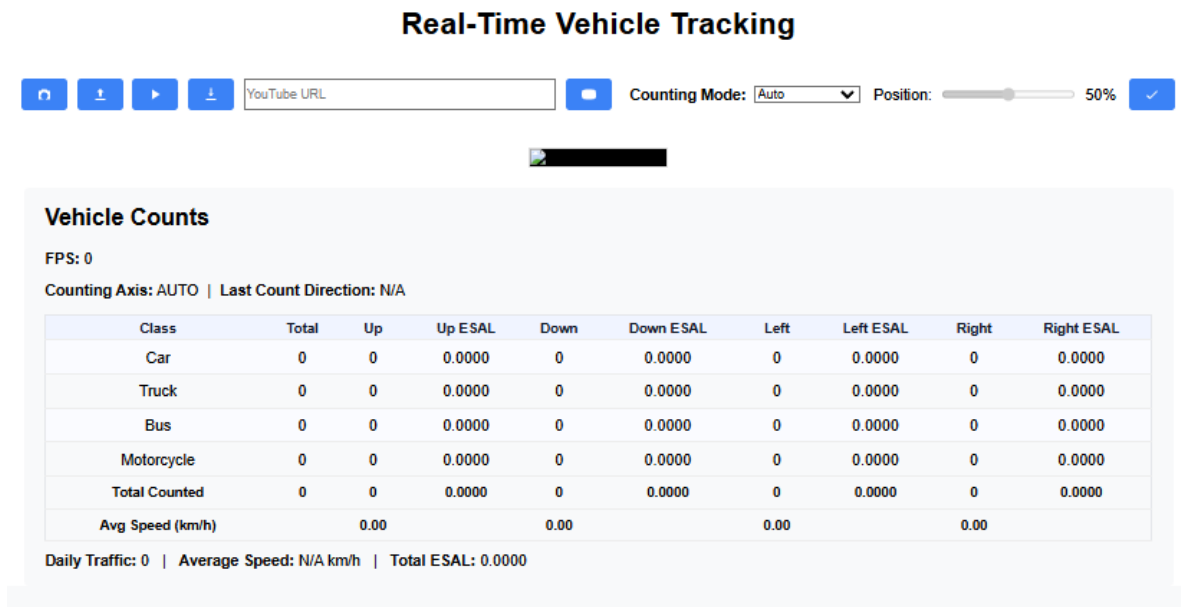 Real-Time Vehicle Tracking
YouTube URL Counting Mode: Auto Position: 50%
Vehicle Counts
FPS: 0
Counting Axis: AUTO | Last Count Direction: N/A
Class Total Up Up ESAL Down Down ESAL Left Left ESAL Right Right ESAL
Car 0 0 0.0000 0 0.0000 0 0.0000 0 0.0000
Truck 0 0 0.0000 0 0.0000 0 0.0000 0 0.0000
Bus 0 0 0.0000 0 0.0000 0 0.0000 0 0.0000
Motorcycle 0 0 0.0000 0 0.0000 0 0.0000 0 0.0000
Total Counted 0 0 0.0000 0 0.0000 0 0.0000 0 0.0000
Avg Speed (km/h) 0.00 0.00 0.00 0.00
Daily Traffic: 0 | Average Speed: N/A km/h | Total ESAL: 0.0000